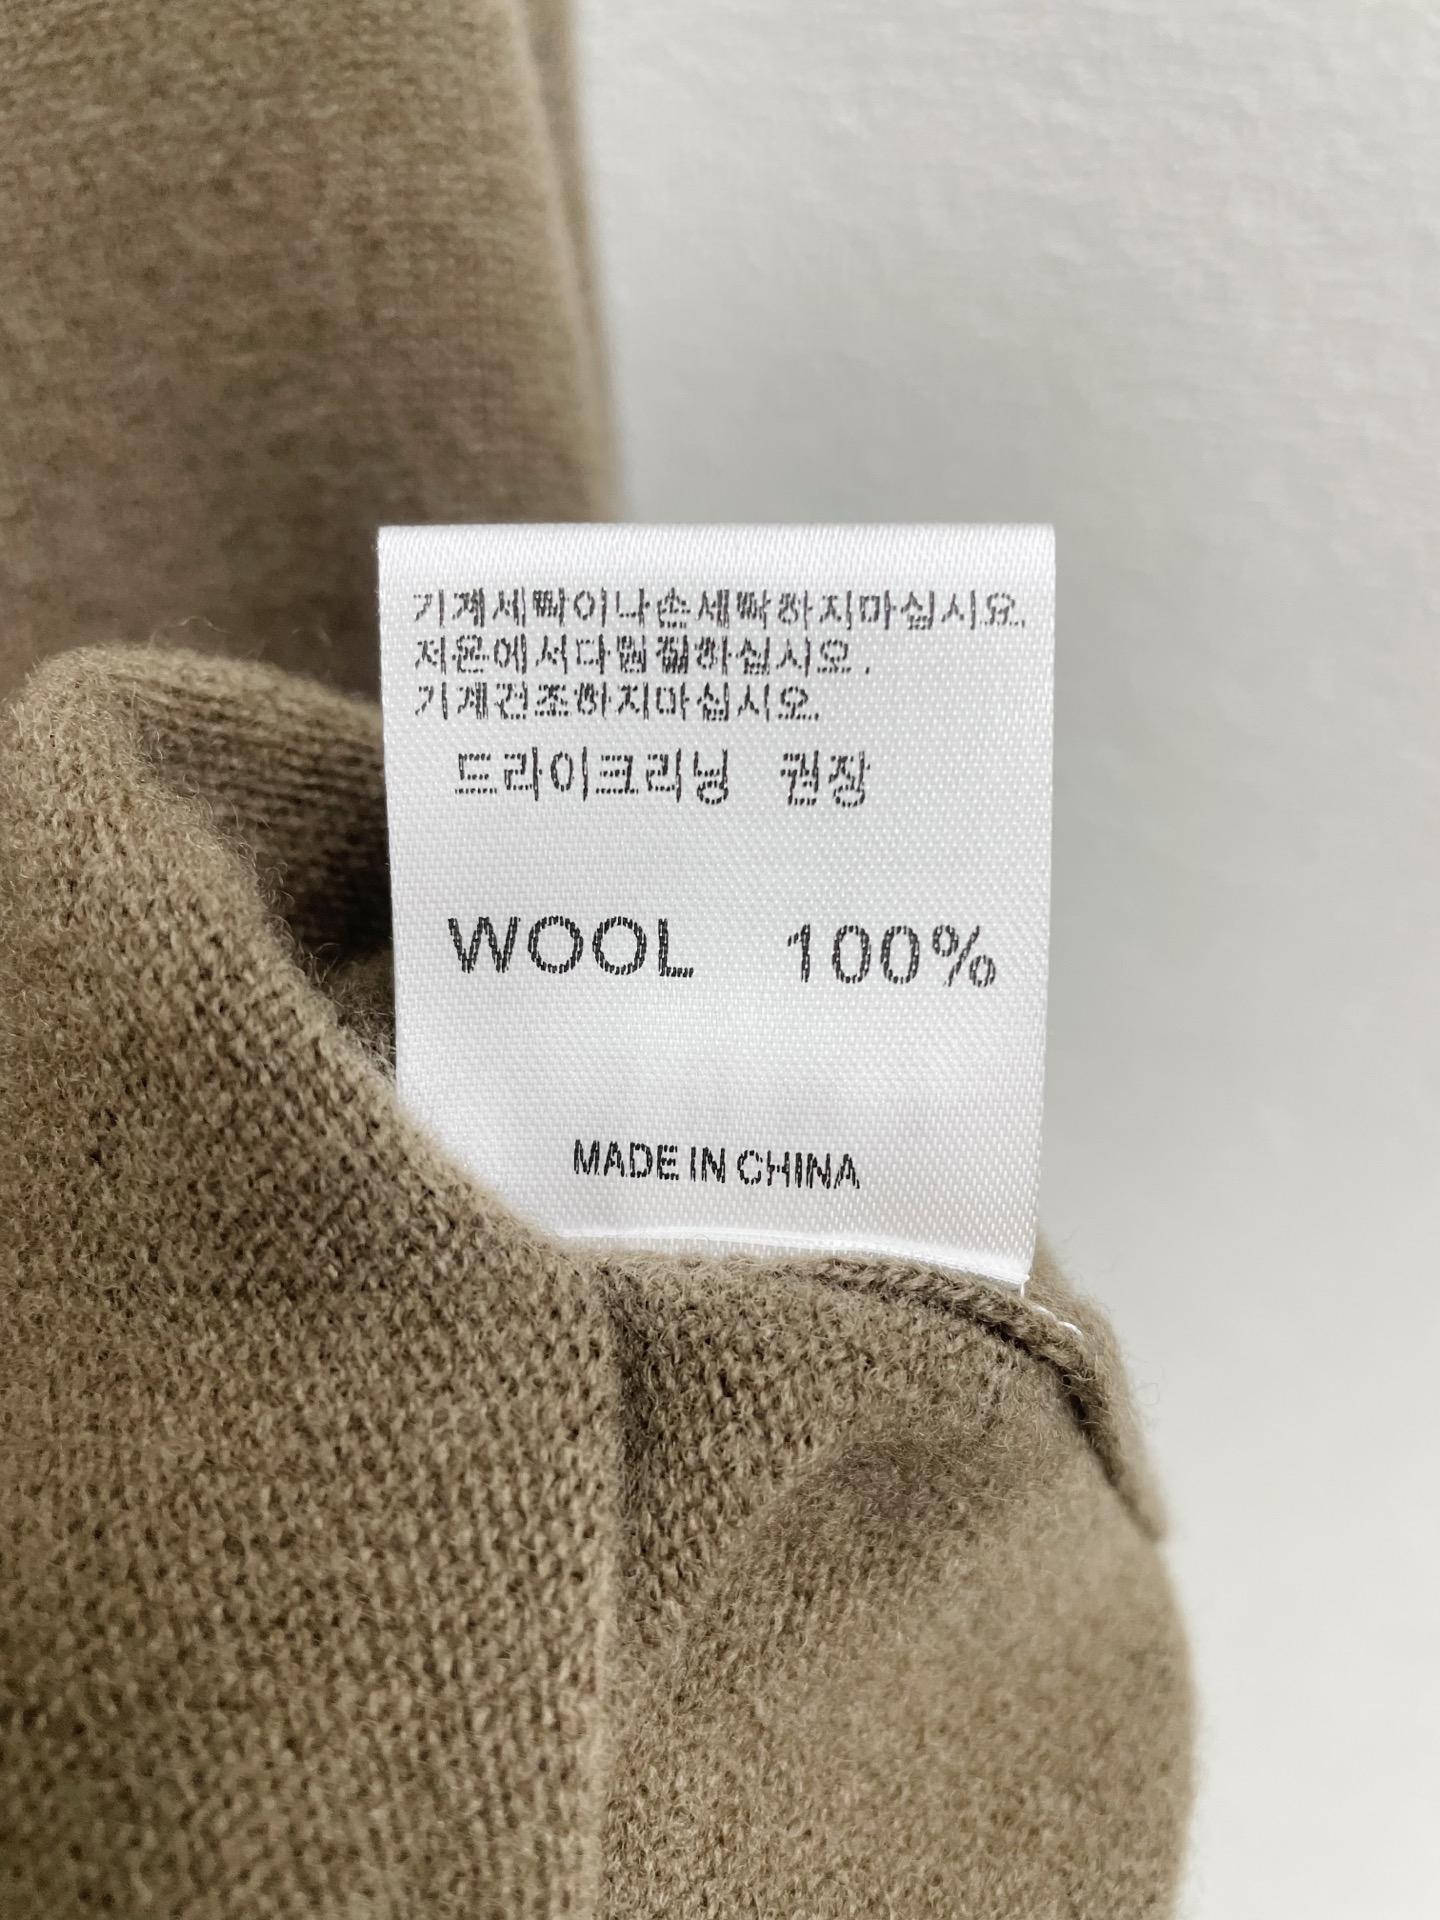 기계세빡이나손세빡하지마십시오.
저온에서다림질하십시오.
기계건조하지마십시오.
드라이크리닝 권장
WOOL 100%
MADE IN CHINA